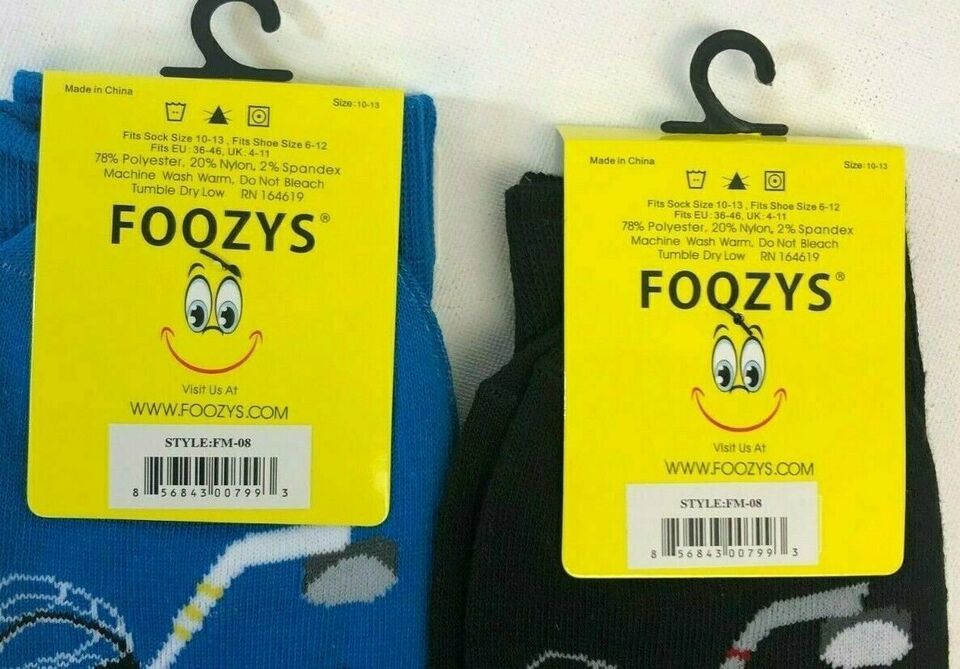 Made in China
Size: 10-13
Fits Sock Size 10-13 , Fits Shoe Size 6-12
Fits EU : 36-46, UK : 4-11
78% Polyester, 20% Nylon, 2% Spandex
Machine Wash Warm, Do Not Bleach
Tumble Dry Low RN 164619
FOOZYS®
Visit Us At
WWW.FOOZYS.COM
STYLE:FM-08
8 56843 00799 3
Made in China
Size: 10-13
Fits Sock Size 10-13 , Fits Shoe Size 6-12
Fits EU : 36-46, UK : 4-11
78% Polyester, 20% Nylon, 2% Spandex
Machine Wash Warm, Do Not Bleach
Tumble Dry Low RN 164619
FOOZYS®
Visit Us At
WWW.FOOZYS.COM
STYLE:FM-08
8 56843 00799 3